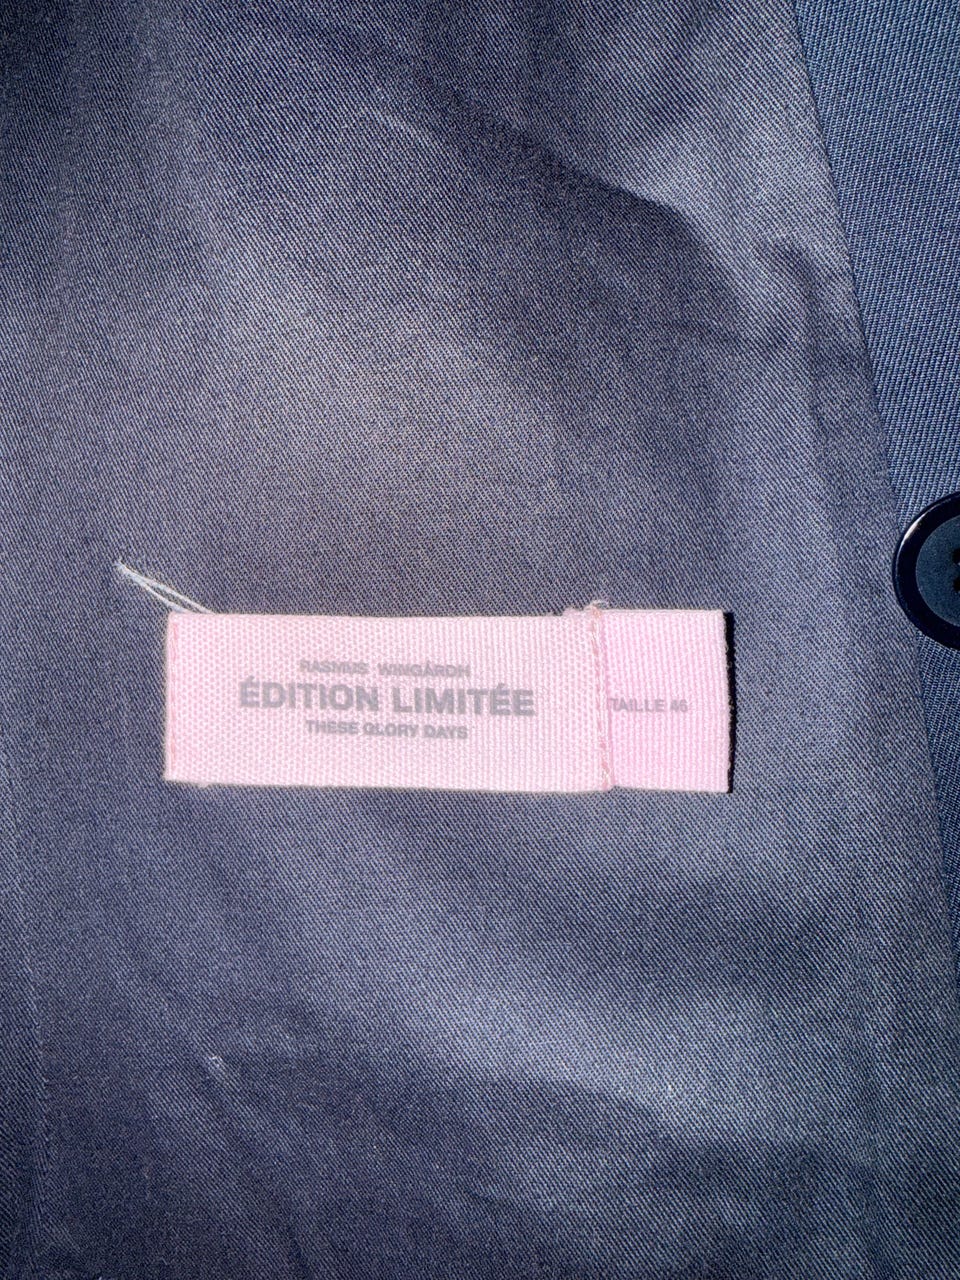 RASMUS WINGÅRDH
ÉDITION LIMITÉE
THESE GLORY DAYS
TAILLE 46